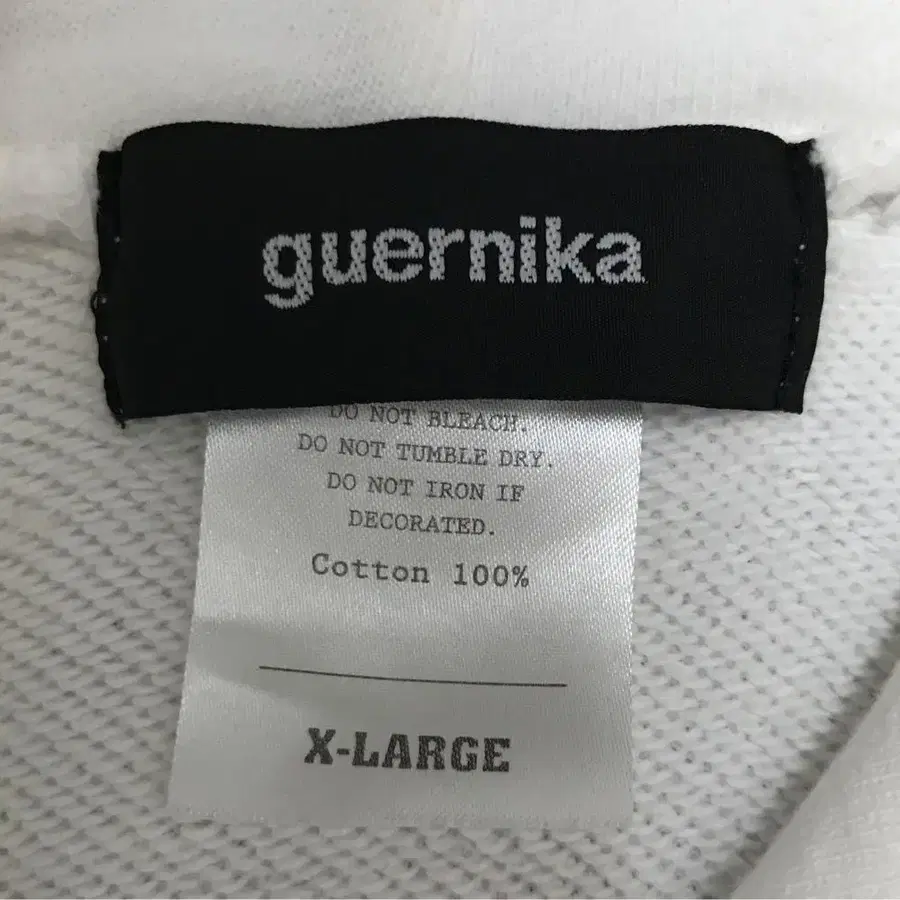 guernika
DO NOT BLEACH.
DO NOT TUMBLE DRY.
DO NOT IRON IF
DECORATED.
Cotton 100%
X-LARGE